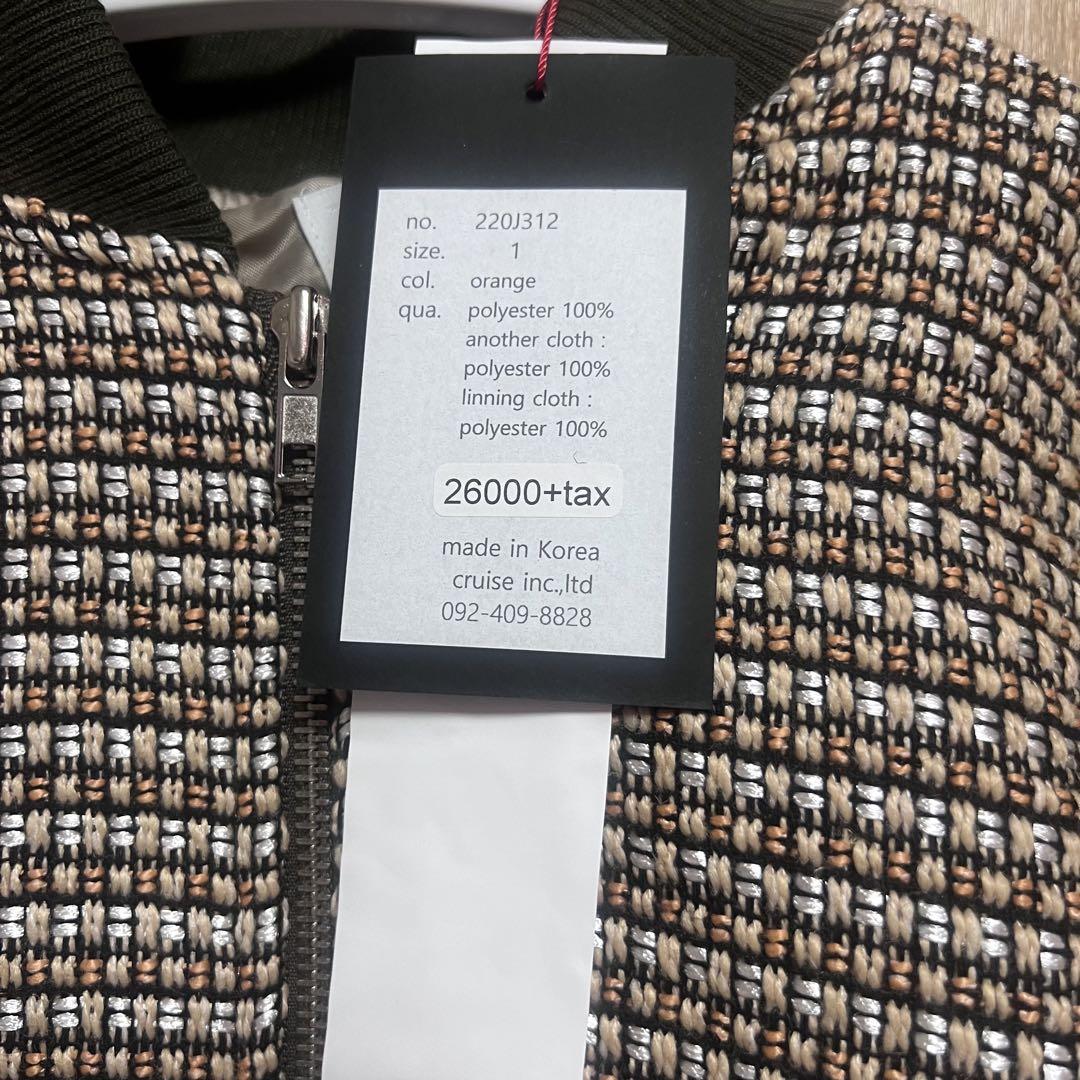 no. 220J312
size. 1
col. orange
qua. polyester 100%
another cloth :
polyester 100%
linning cloth :
polyester 100%
26000+tax
made in Korea
cruise inc.,ltd
092-409-8828